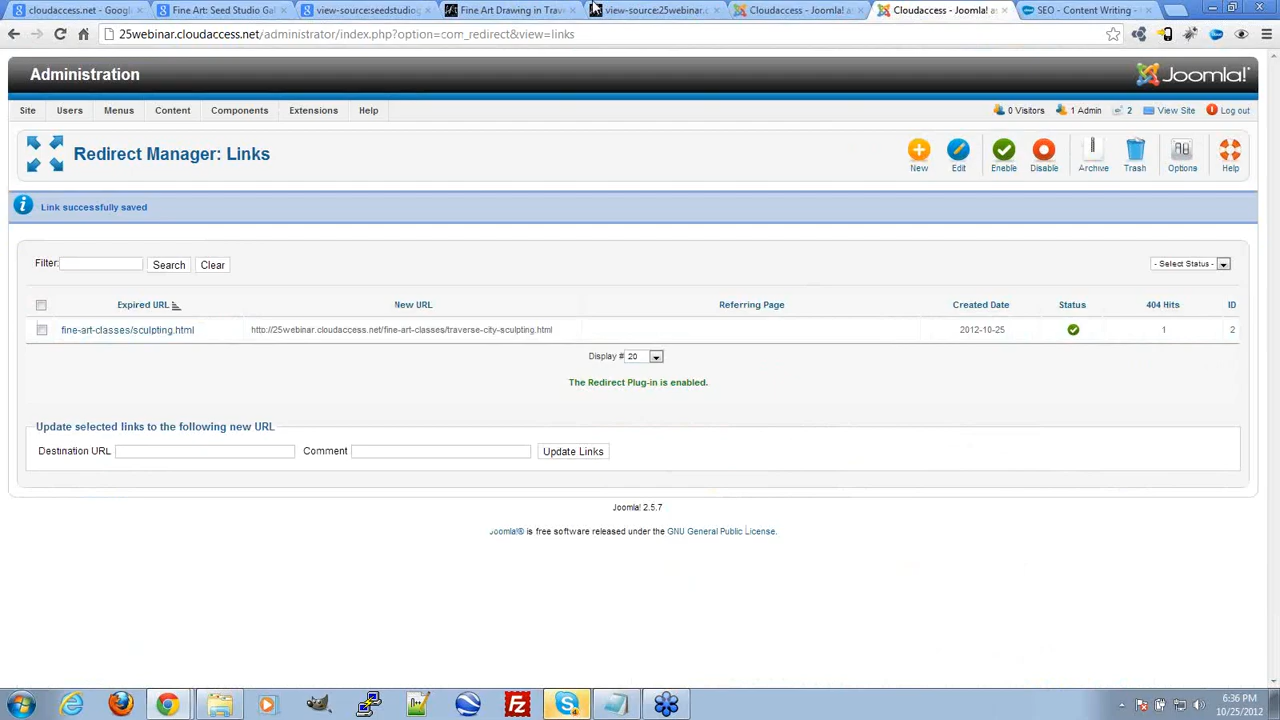 cloudaccess.net - Googl
Fine Art: Seed Studio Gal
view-source:seedstudiog
Fine Art Drawing in Trav
view-source:25webinar.c
Cloudaccess - Joomla! as
Cloudaccess - Joomla! as
SEO - Content Writing -
25webinar.cloudaccess.net/administrator/index.php?option=com_redirect&view=links
Administration
Joomla!
Site Users Menus Content Components Extensions Help
0 Visitors 1 Admin 2 View Site Log out
Redirect Manager: Links
New Edit Enable Disable Archive Trash Options Help
Link successfully saved
Filter: Search Clear - Select Status -
Expired URL New URL Referring Page Created Date Status 404 Hits ID
fine-art-classes/sculpting.html http://25webinar.cloudaccess.net/fine-art-classes/traverse-city-sculpting.html 2012-10-25 1 2
Display # 20
The Redirect Plug-in is enabled.
Update selected links to the following new URL
Destination URL Comment Update Links
Joomla! 2.5.7
Joomla!® is free software released under the GNU General Public License.
6:36 PM
10/25/2012